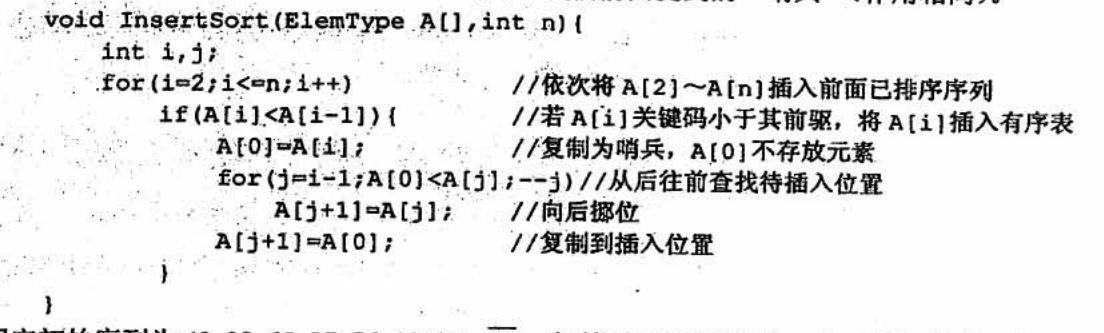 void InsertSort(ElemType A[],int n){
int i,j;
for(i=2;i<=n;i++) //依次将 A[2]～A[n]插入前面已排序序列
if(A[i]<A[i-1]){ //若 A[i]关键码小于其前驱，将 A[i]插入有序表
A[0]=A[i]; //复制为哨兵，A[0]不存放元素
for(j=i-1;A[0]<A[j];--j)//从后往前查找待插入位置
A[j+1]=A[j]; //向后挪位
A[j+1]=A[0]; //复制到插入位置
}
}